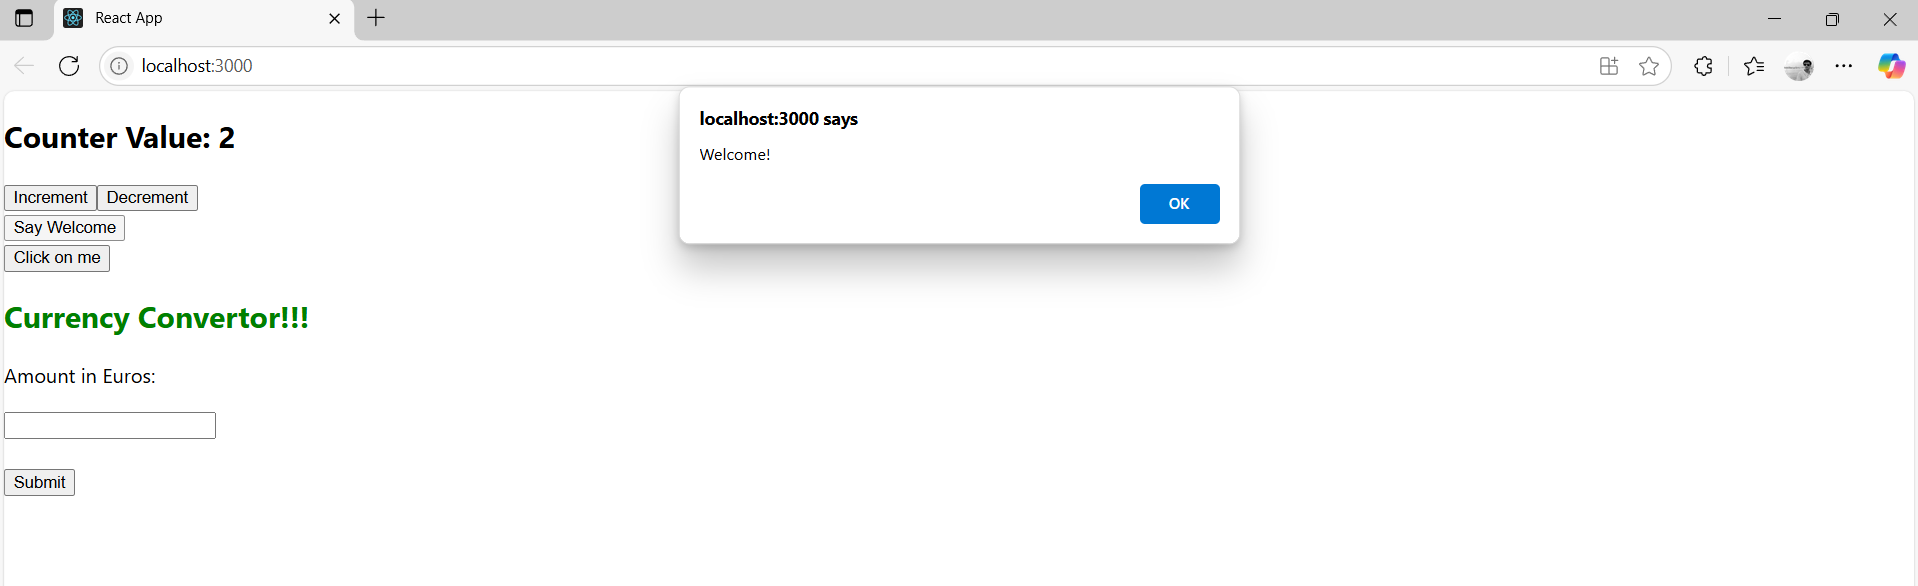 React App
localhost:3000
localhost:3000 says
Welcome!
OK
Counter Value: 2
Increment Decrement
Say Welcome
Click on me
Currency Convertor!!!
Amount in Euros:
Submit